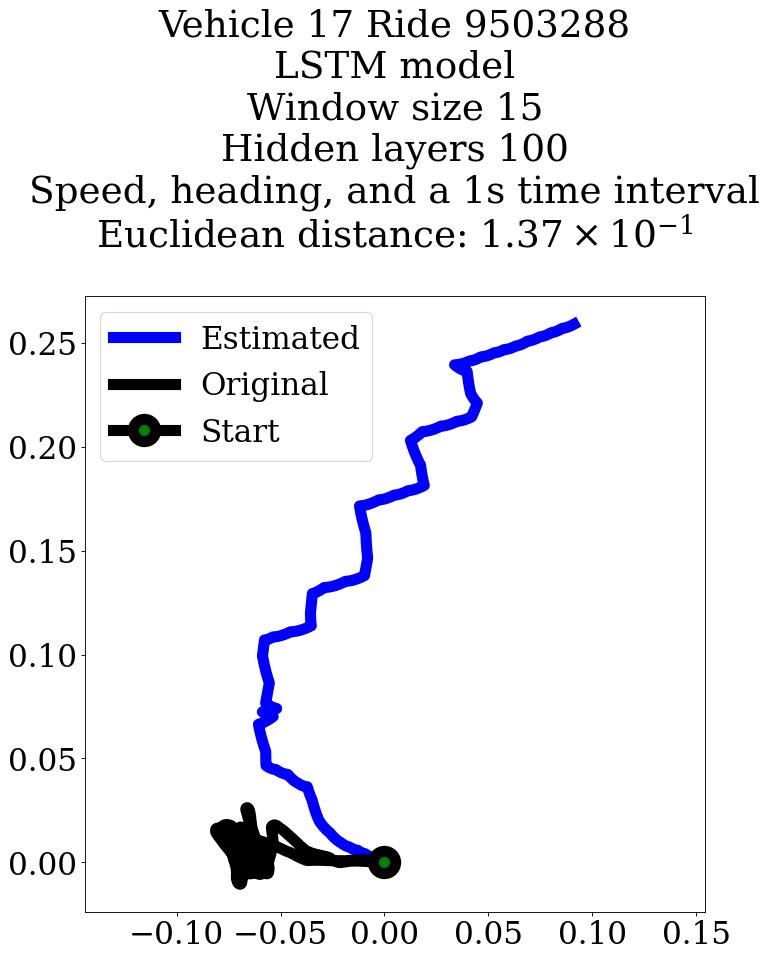 Vehicle 17 Ride 9503288
LSTM model
Window size 15
Hidden layers 100
Speed, heading, and a 1s time interval
Euclidean distance: 1.37 × 10⁻¹
Estimated
Original
Start
0.25
0.20
0.15
0.10
0.05
0.00
−0.10 −0.05 0.00 0.05 0.10 0.15